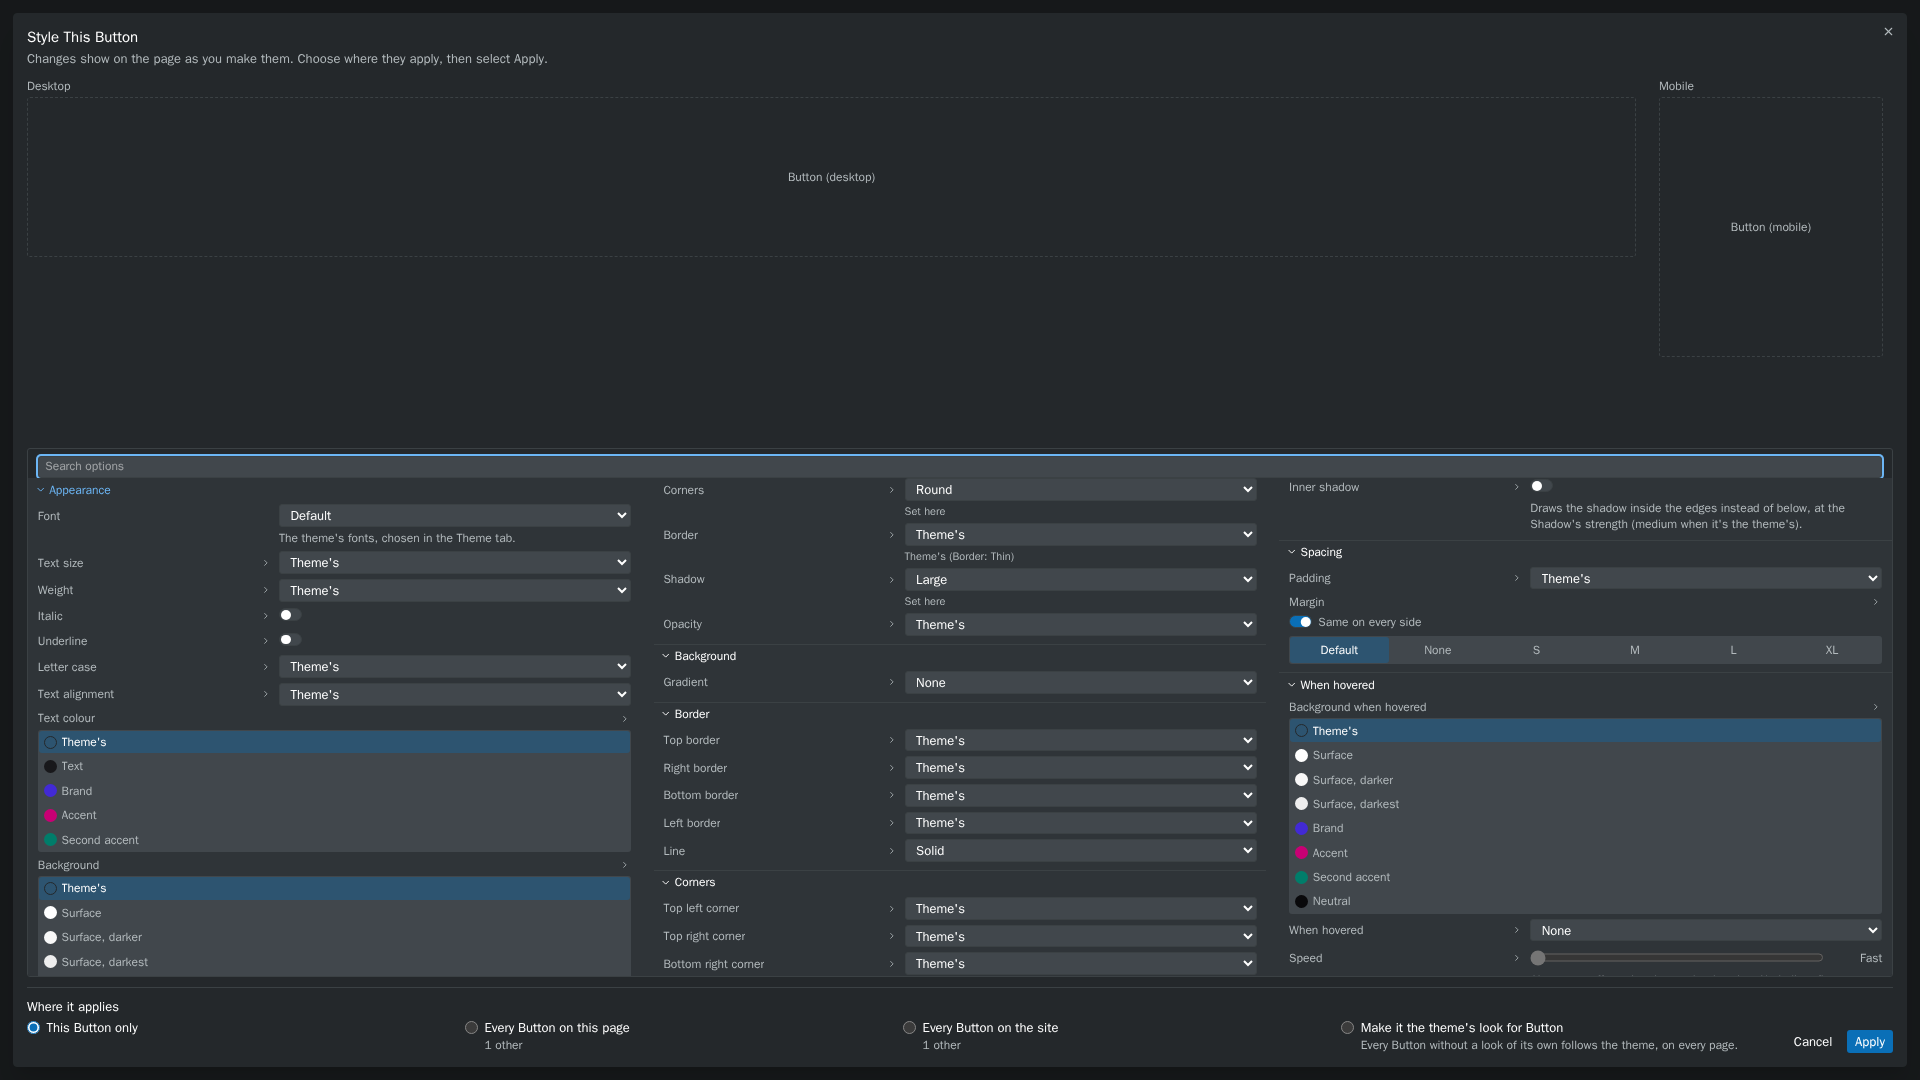 Style This Button
×
Changes show on the page as you make them. Choose where they apply, then select Apply.
Desktop
Mobile
Button (desktop)
Button (mobile)
Search options
Appearance
Font
Default
The theme's fonts, chosen in the Theme tab.
Text size
Theme's
Weight
Theme's
Italic
Underline
Letter case
Theme's
Text alignment
Theme's
Text colour
Theme's
Text
Brand
Accent
Second accent
Background
Theme's
Surface
Surface, darker
Surface, darkest
Corners
Round
Set here
Border
Theme's
Theme's (Border: Thin)
Shadow
Large
Set here
Opacity
Theme's
Background
Gradient
None
Border
Top border
Theme's
Right border
Theme's
Bottom border
Theme's
Left border
Theme's
Line
Solid
Corners
Top left corner
Theme's
Top right corner
Theme's
Bottom right corner
Theme's
Inner shadow
Draws the shadow inside the edges instead of below, at the
Shadow's strength (medium when it's the theme's).
Spacing
Padding
Theme's
Margin
Same on every side
Default
None
S
M
L
XL
When hovered
Background when hovered
Theme's
Surface
Surface, darker
Surface, darkest
Brand
Accent
Second accent
Neutral
When hovered
None
Speed
Fast
Where it applies
This Button only
Every Button on this page
1 other
Every Button on the site
1 other
Make it the theme's look for Button
Every Button without a look of its own follows the theme, on every page.
Cancel
Apply